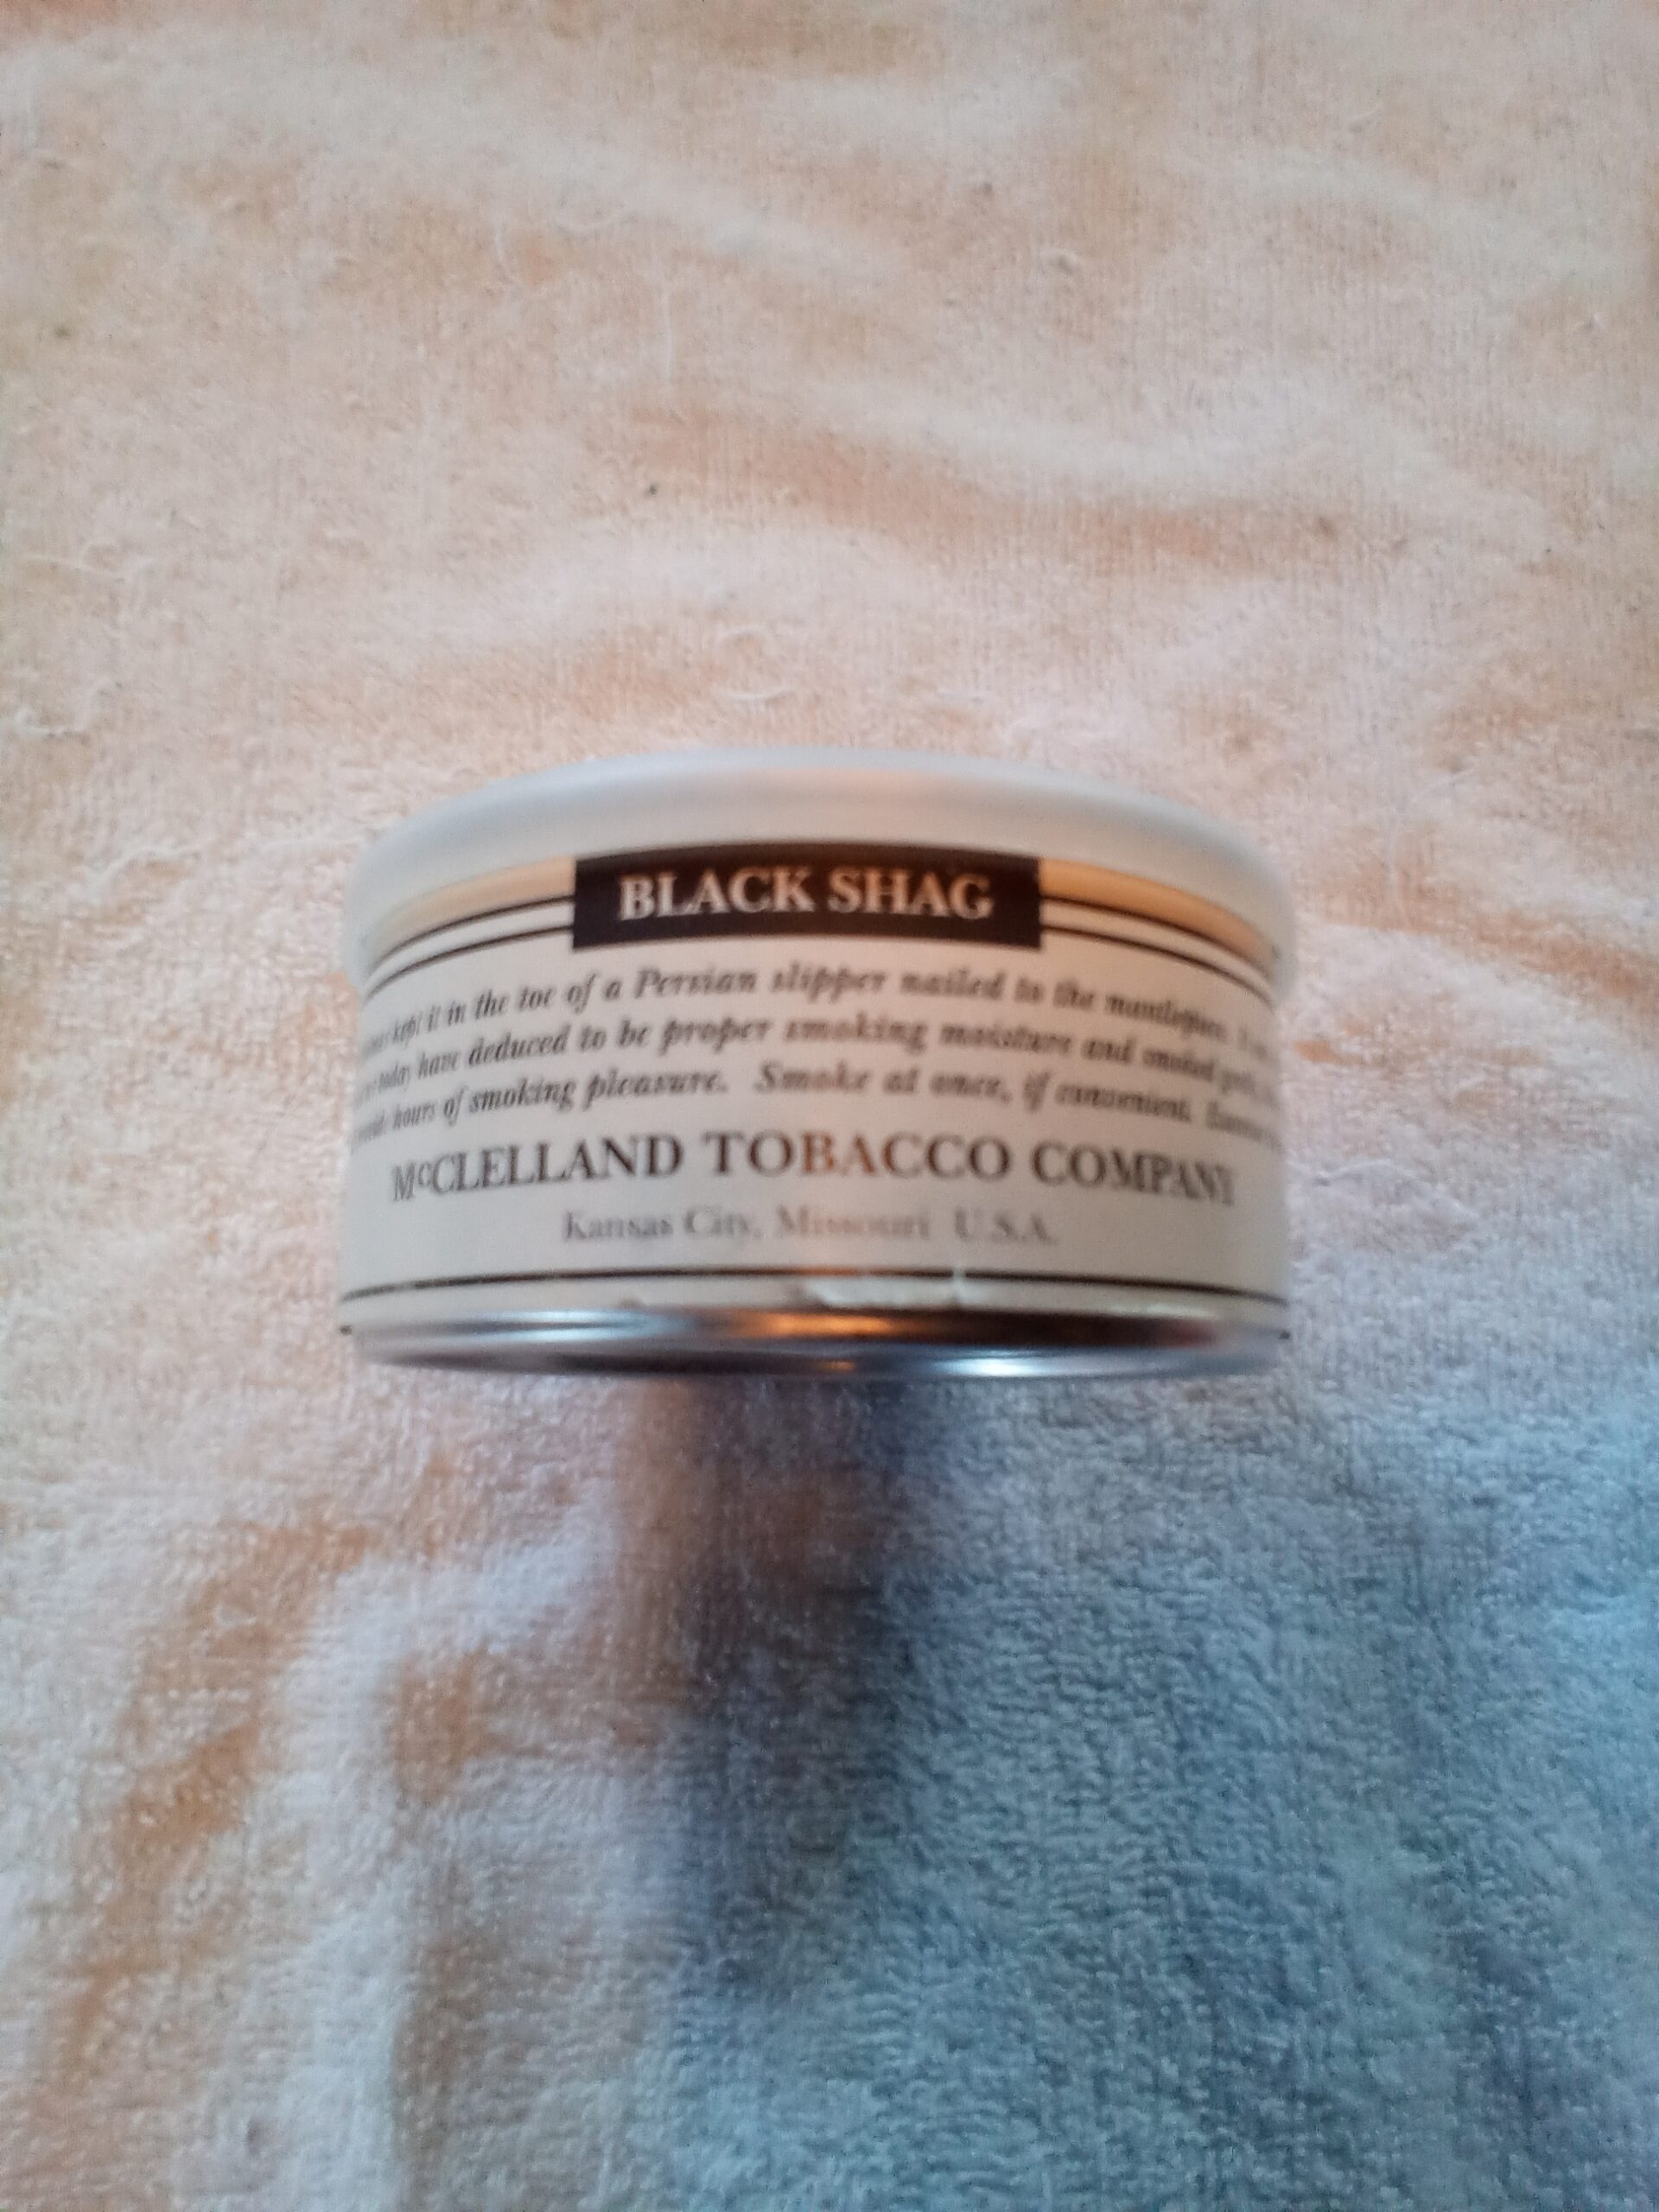 BLACK SHAG
kept it in the toe of a Persian slipper nailed to the mantlepiece.
today have deduced to be proper smoking moisture and smoked
hours of smoking pleasure. Smoke at once, if convenient.
McCLELLAND TOBACCO COMPANY
Kansas City, Missouri U.S.A.